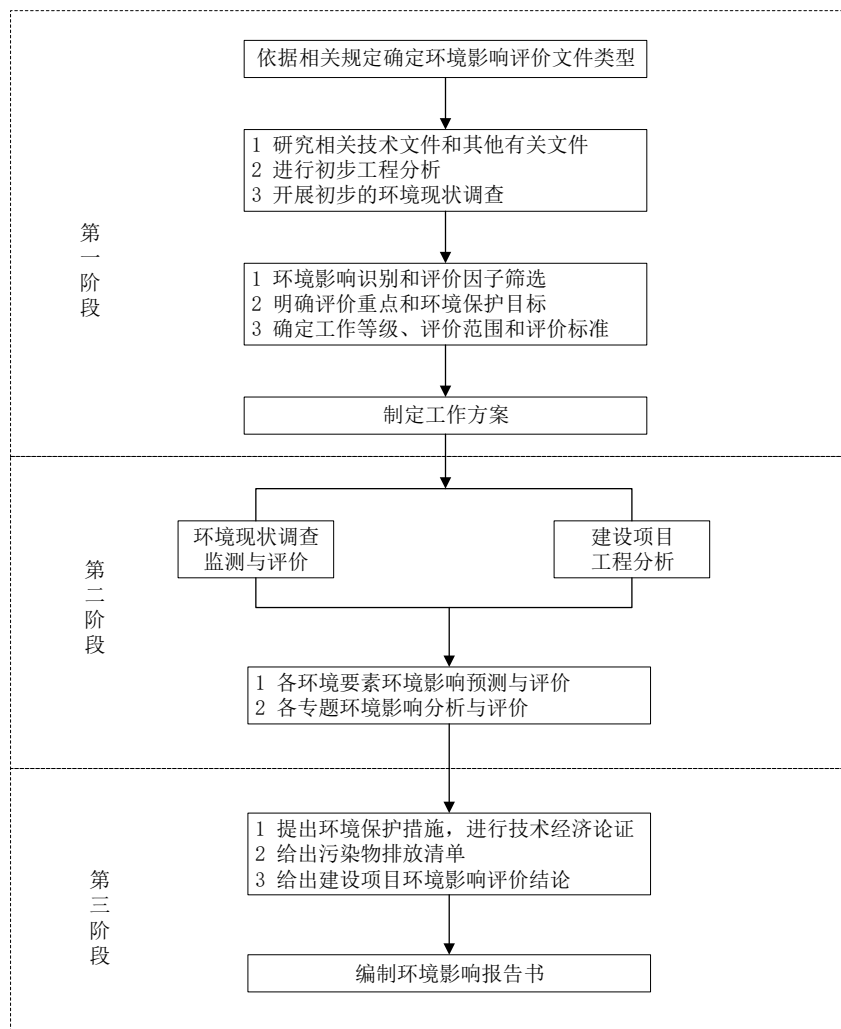 依据相关规定确定环境影响评价文件类型
1 研究相关技术文件和其他有关文件
2 进行初步工程分析
3 开展初步的环境现状调查
第一阶段
1 环境影响识别和评价因子筛选
2 明确评价重点和环境保护目标
3 确定工作等级、评价范围和评价标准
制定工作方案
环境现状调查
监测与评价
建设项目
工程分析
第二阶段
1 各环境要素环境影响预测与评价
2 各专题环境影响分析与评价
1 提出环境保护措施，进行技术经济论证
2 给出污染物排放清单
3 给出建设项目环境影响评价结论
第三阶段
编制环境影响报告书